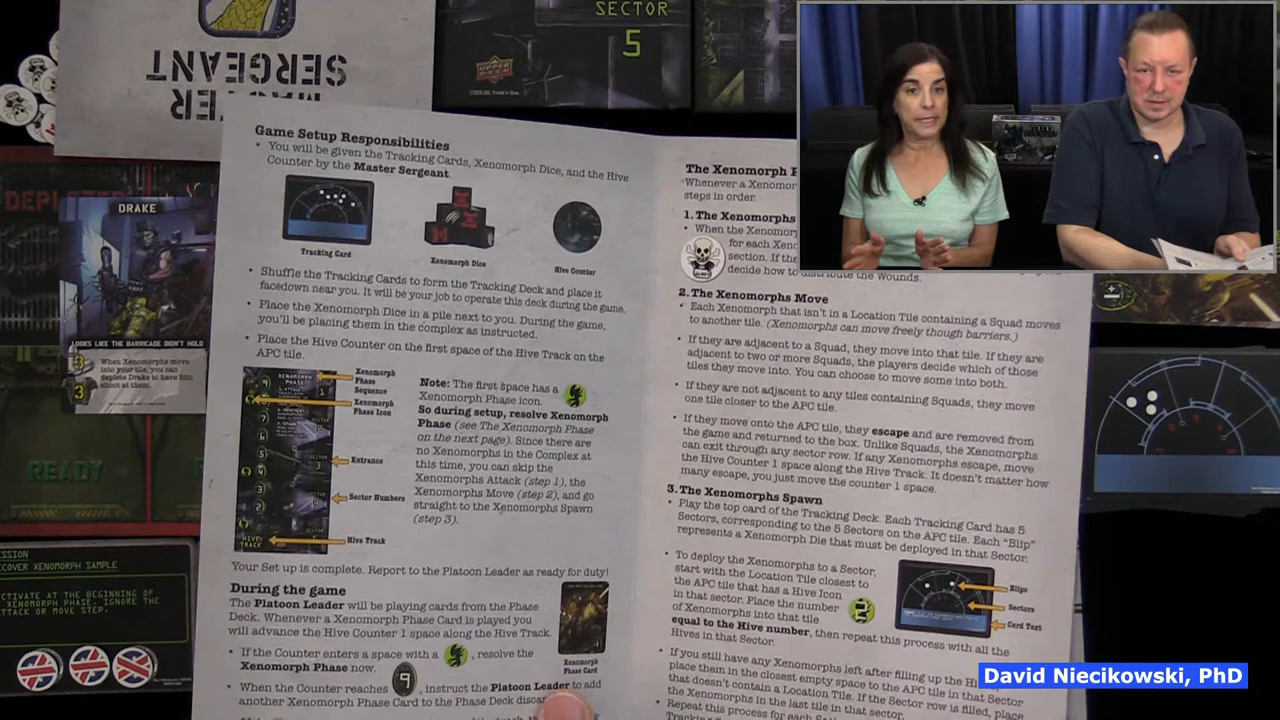 SECTOR
5
UPPER DECK
MASTER
SERGEANT
DRAKE
LOOKS LIKE THE BARRICADE DIDN'T HOLD
3
3
When Xenomorphs move
into your tile, you can
deplete Drake to have him
shoot at them.
READY
MISSION
RECOVER XENOMORPH SAMPLE
ACTIVATE AT THE BEGINNING OF
XENOMORPH PHASE. IGNORE THE
ATTACK OR MOVE STEP.
Game Setup Responsibilities
• You will be given the Tracking Cards, Xenomorph Dice, and the Hive
Counter by the Master Sergeant.
Tracking Card
Xenomorph Dice
Hive Counter
• Shuffle the Tracking Cards to form the Tracking Deck and place it
facedown near you. It will be your job to operate this deck during the game.
• Place the Xenomorph Dice in a pile next to you. During the game,
you'll be placing them in the complex as instructed.
• Place the Hive Counter on the first space of the Hive Track on the
APC tile.
XENOMORPH
PHASE
Xenomorph
Phase
Sequence
Xenomorph
Phase Icon
Entrance
Sector Numbers
Hive Track
HIVE
TRACK
Note: The first space has a
Xenomorph Phase icon.
So during setup, resolve Xenomorph
Phase (see The Xenomorph Phase
on the next page). Since there are
no Xenomorphs in the Complex at
this time, you can skip the
Xenomorphs Attack (step 1), the
Xenomorphs Move (step 2), and go
straight to the Xenomorphs Spawn
(step 3).
Your Set up is complete. Report to the Platoon Leader as ready for duty!
During the game
The Platoon Leader will be playing cards from the Phase
Deck. Whenever a Xenomorph Phase Card is played you
will advance the Hive Counter 1 space along the Hive Track.
• If the Counter enters a space with a , resolve the
Xenomorph Phase now.
• When the Counter reaches 9 , instruct the Platoon Leader to add
another Xenomorph Phase Card to the Phase Deck
Xenomorph
Phase Card
The Xenomorph
Whenever a Xenomor
steps in order.
1. The Xenomorphs
• When the Xenomor
for each Xeno
section. If the
decide how to distribute the Wounds.
2. The Xenomorphs Move
• Each Xenomorph that isn't in a Location Tile containing a Squad moves
to another tile. (Xenomorphs can move freely though barriers.)
• If they are adjacent to a Squad, they move into that tile. If they are
adjacent to two or more Squads, the players decide which of those
tiles they move into. You can choose to move some into both.
• If they are not adjacent to any tiles containing Squads, they move
one tile closer to the APC tile.
• If they move onto the APC tile, they escape and are removed from
the game and returned to the box. Unlike Squads, the Xenomorphs
can exit through any sector row. If any Xenomorphs escape, move
the Hive Counter 1 space along the Hive Track. It doesn't matter how
many escape, you just move the counter 1 space.
3. The Xenomorphs Spawn
• Play the top card of the Tracking Deck. Each Tracking Card has 5
Sectors, corresponding to the 5 Sectors on the APC tile. Each "Blip"
represents a Xenomorph Die that must be deployed in that Sector.
• To deploy the Xenomorphs to a Sector,
start with the Location Tile closest to
the APC tile that has a Hive Icon
in that sector. Place the number
of Xenomorphs into that tile
equal to the Hive number, then repeat this process with all the
Hives in that Sector.
Blips
Sectors
Card Text
• If you still have any Xenomorphs left after filling up the
place them in the closest empty space to the APC tile in that Sector
that doesn't contain a Location Tile. If the Sector row is filled, place
the Xenomorphs in the last tile in that sector.
• Repeat this process for each
David Niecikowski, PhD